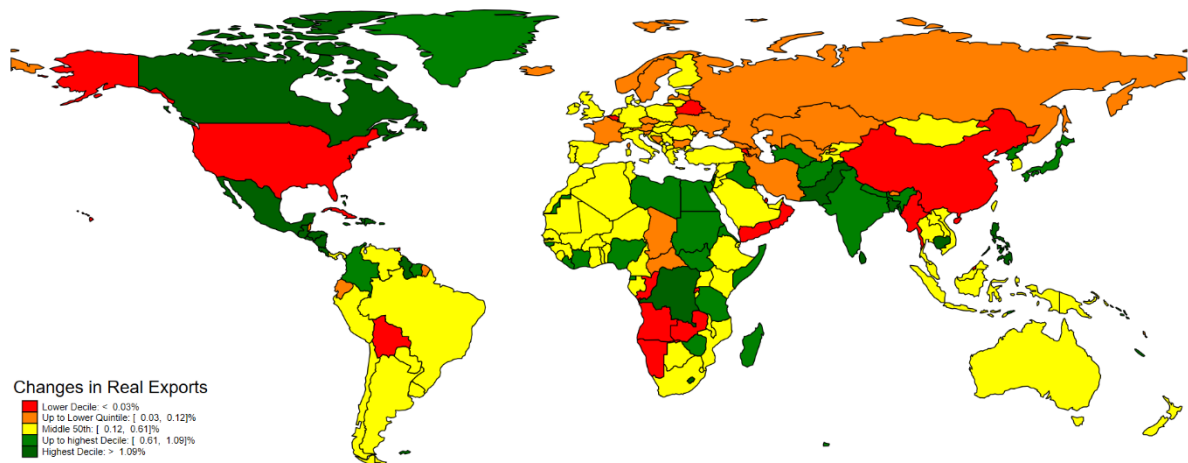 Changes in Real Exports
Lower Decile: < 0.03%
Up to Lower Quintile: [ 0.03, 0.12]%
Middle 50th: [ 0.12, 0.61]%
Up to highest Decile: [ 0.61, 1.09]%
Highest Decile: > 1.09%